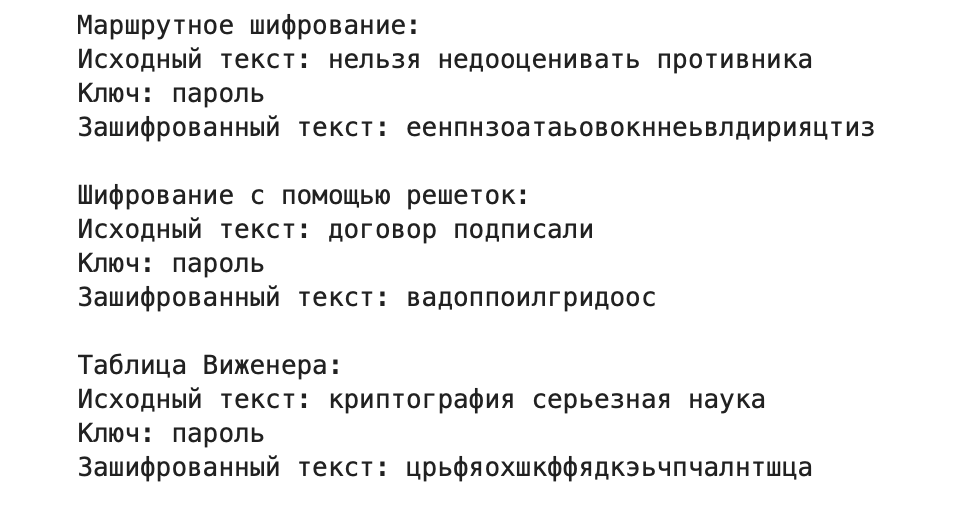 Маршрутное шифрование:
Исходный текст: нельзя недооценивать противника
Ключ: пароль
Зашифрованный текст: еенпнзоатаьовокннеьвлдирияцтиз
Шифрование с помощью решеток:
Исходный текст: договор подписали
Ключ: пароль
Зашифрованный текст: вадоппоилгридоос
Таблица Виженера:
Исходный текст: криптография серьезная наука
Ключ: пароль
Зашифрованный текст: црьфяохшкффядкэьчпчалнтшца